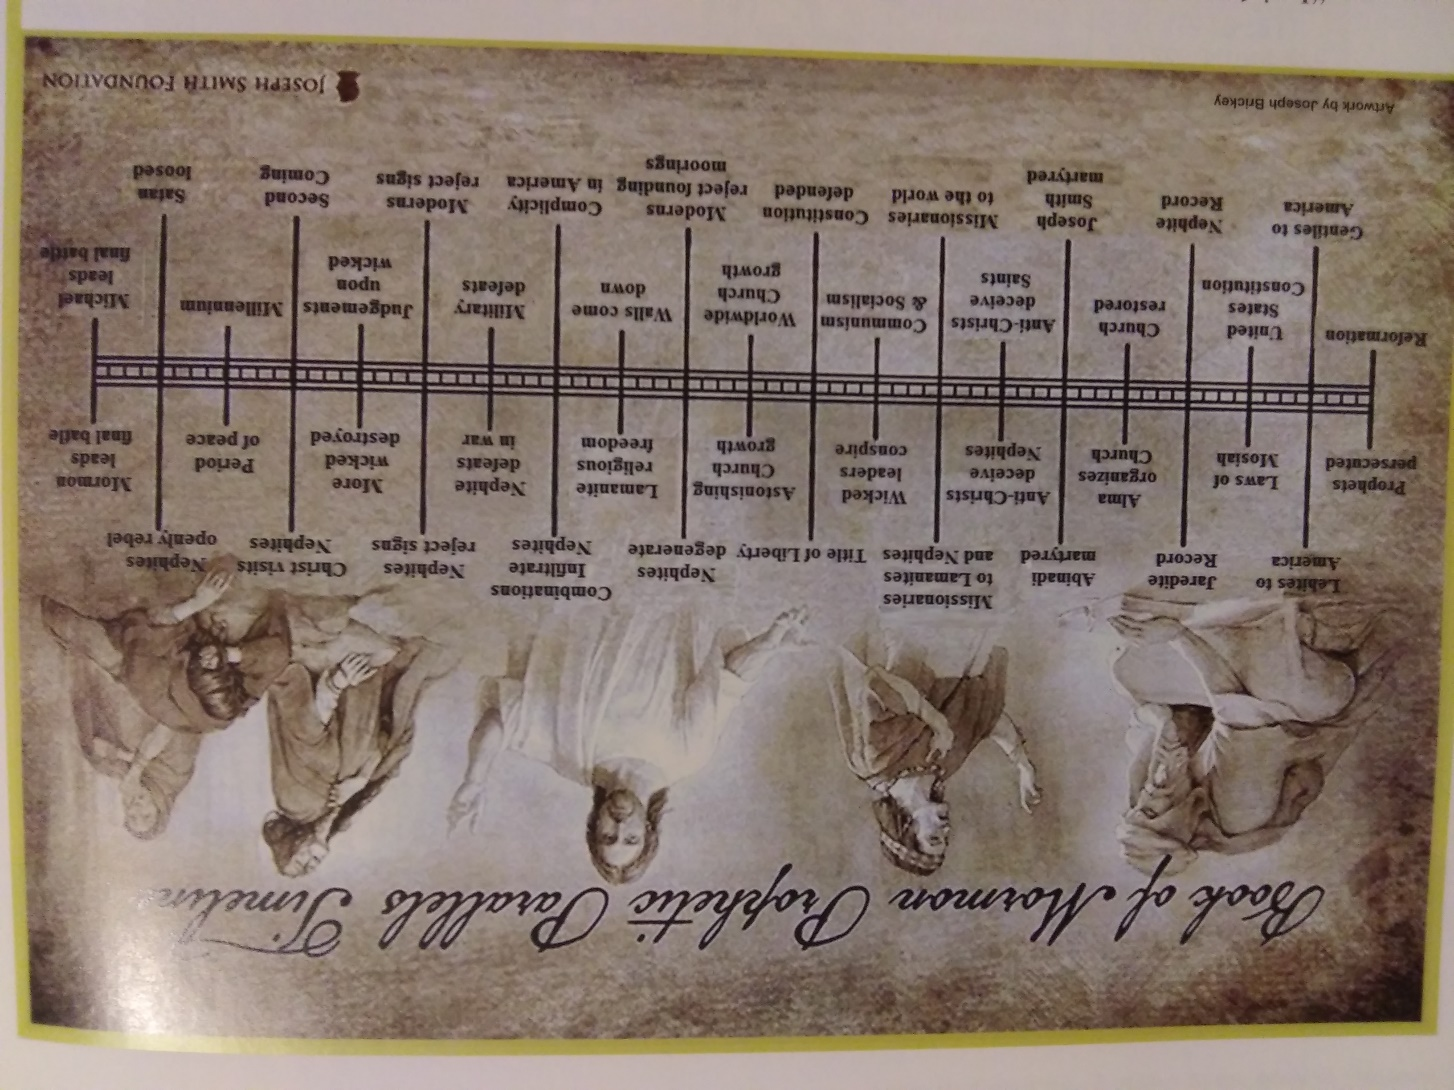 Book of Mormon Prophetic Parallels Timeline
Lehites to
America
Jaredite
Record
Abinadi
martyred
Missionaries
to Lamanites
and Nephites
Title of Liberty
Nephites
degenerate
Combinations
Infiltrate
Nephites
Nephites
reject signs
Christ visits
Nephites
Nephites
openly rebel
Prophets
persecuted
Laws of
Mosiah
Alma
organizes
Church
Anti-Christs
deceive
Nephites
Wicked
leaders
conspire
Astonishing
Church
growth
Lamanite
religious
freedom
Nephite
defeats
in war
More
wicked
destroyed
Period
of peace
Mormon
leads
final batle
Reformation
United
States
Constitution
Church
restored
Anti-Christs
deceive
Saints
Communism
& Socialism
Worldwide
Church
growth
Walls come
down
Military
defeats
Judgements
upon
wicked
Millennium
Michael
leads
final battle
Gentiles to
America
Nephite
Record
Joseph
Smith
martyred
Missionaries
to the world
Constitution
defended
Moderns
reject founding
moorings
Complicity
in America
Moderns
reject signs
Second
Coming
Satan
loosed
Artwork by Joseph Brickey
JOSEPH SMITH FOUNDATION